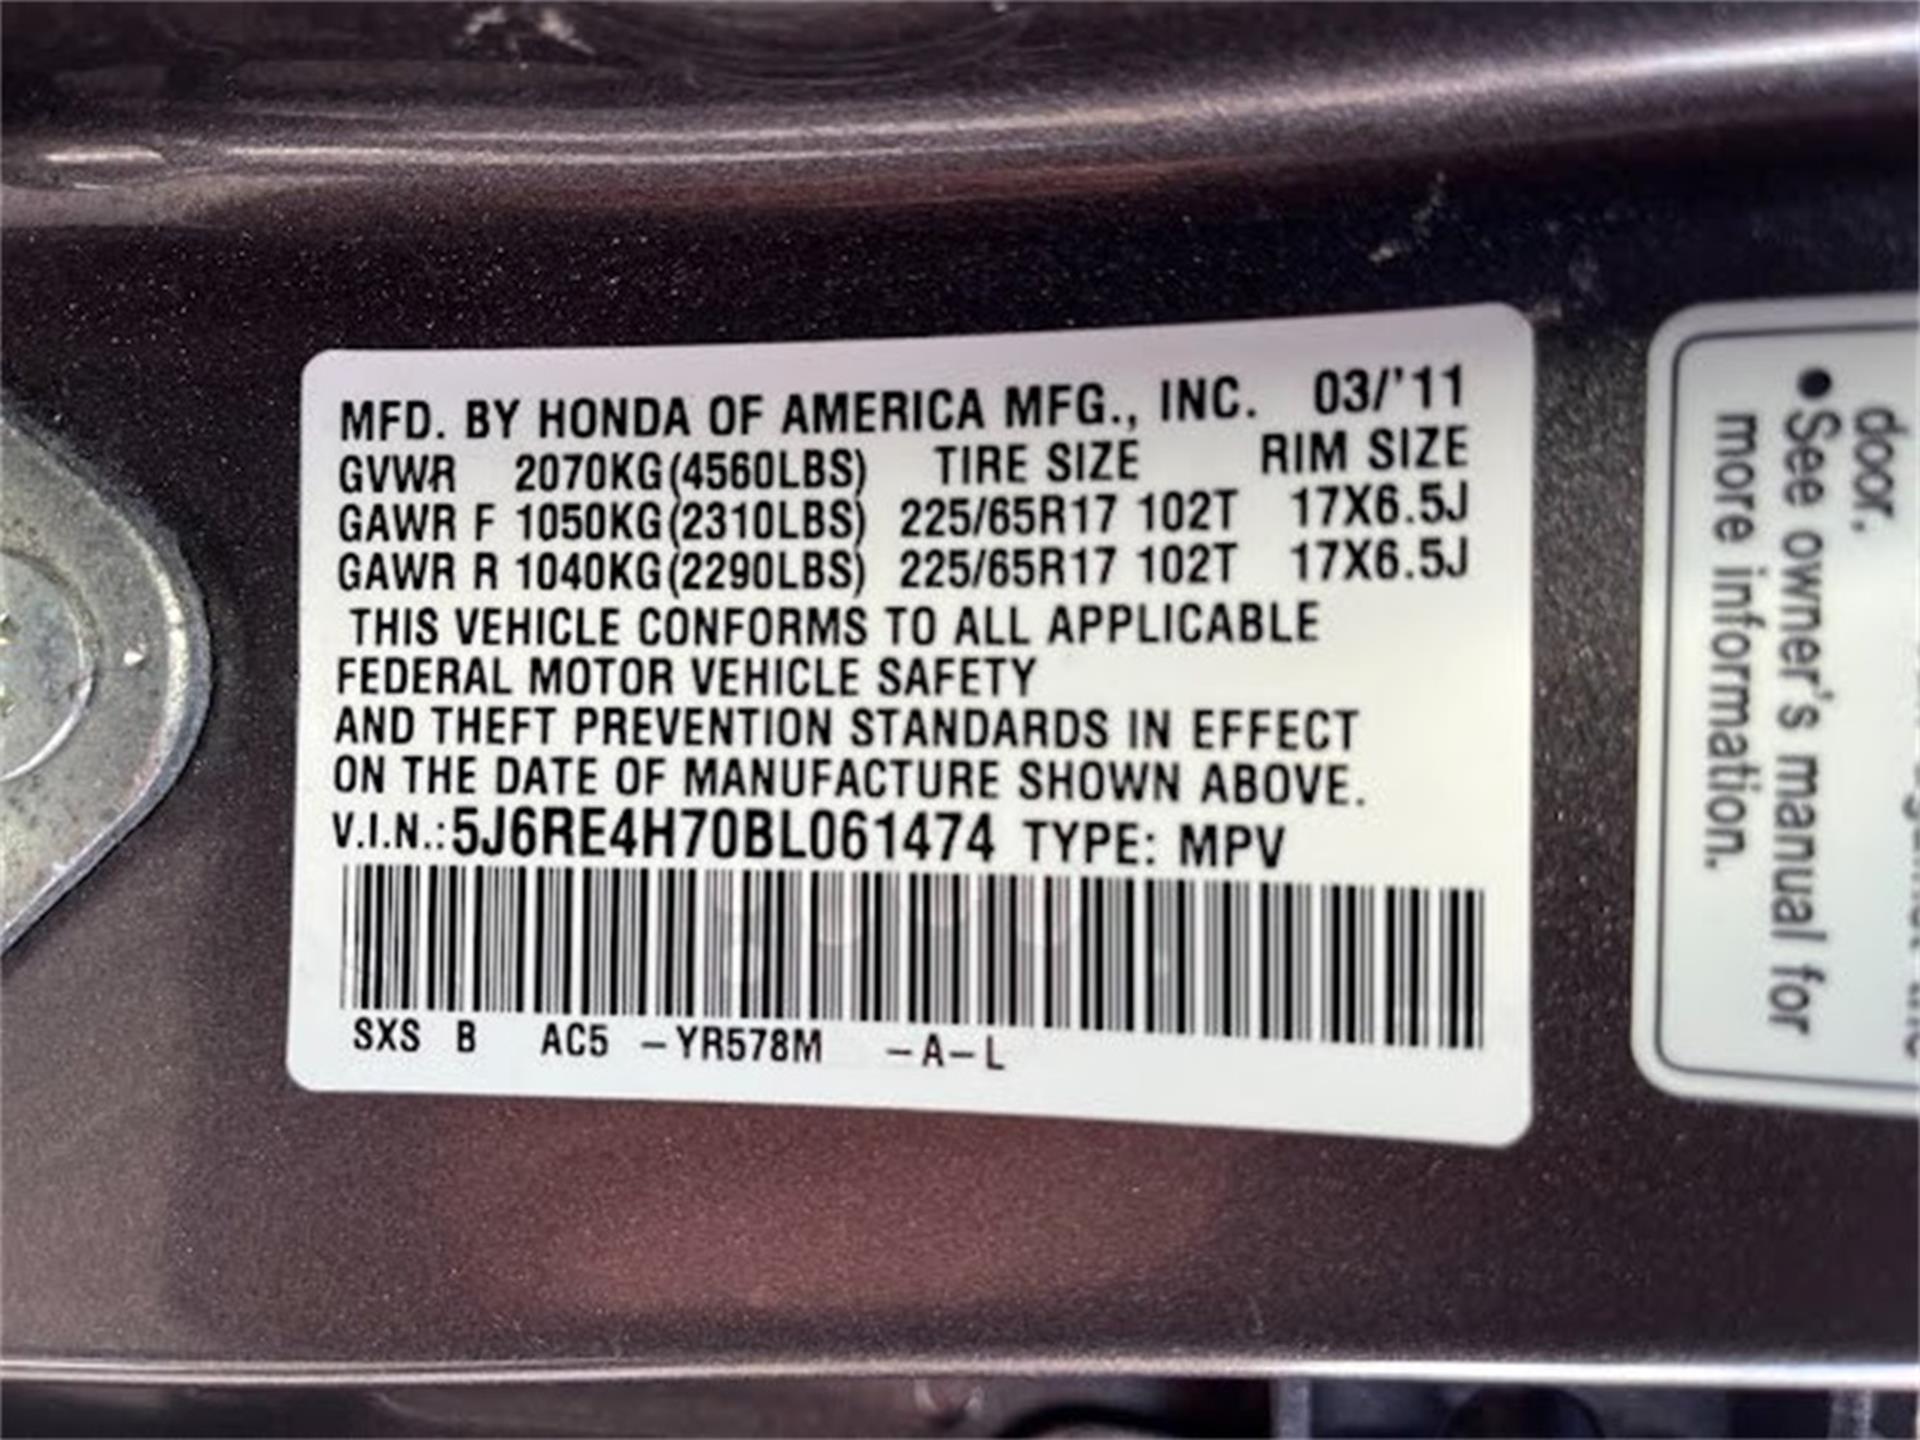 MFD. BY HONDA OF AMERICA MFG., INC. 03/'11
GVWR 2070KG(4560LBS) TIRE SIZE RIM SIZE
GAWR F 1050KG(2310LBS) 225/65R17 102T 17X6.5J
GAWR R 1040KG(2290LBS) 225/65R17 102T 17X6.5J
THIS VEHICLE CONFORMS TO ALL APPLICABLE
FEDERAL MOTOR VEHICLE SAFETY
AND THEFT PREVENTION STANDARDS IN EFFECT
ON THE DATE OF MANUFACTURE SHOWN ABOVE.
V.I.N.:5J6RE4H70BL061474 TYPE: MPV
SXS B AC5 -YR578M -A-L
door.
●See owner's manual for
more information.